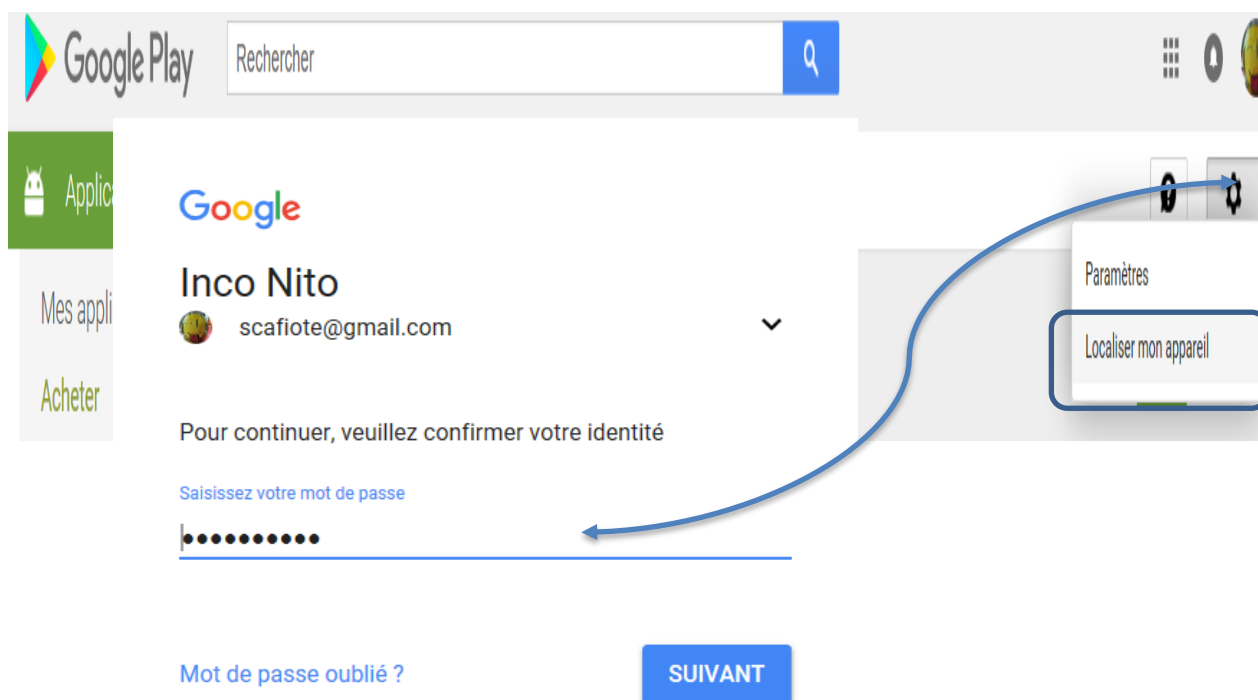 Google Play
Rechercher
Applic
Mes appli
Acheter
Google
Inco Nito
scafiote@gmail.com
Pour continuer, veuillez confirmer votre identité
Saisissez votre mot de passe
••••••••••
Mot de passe oublié ?
SUIVANT
Paramètres
Localiser mon appareil